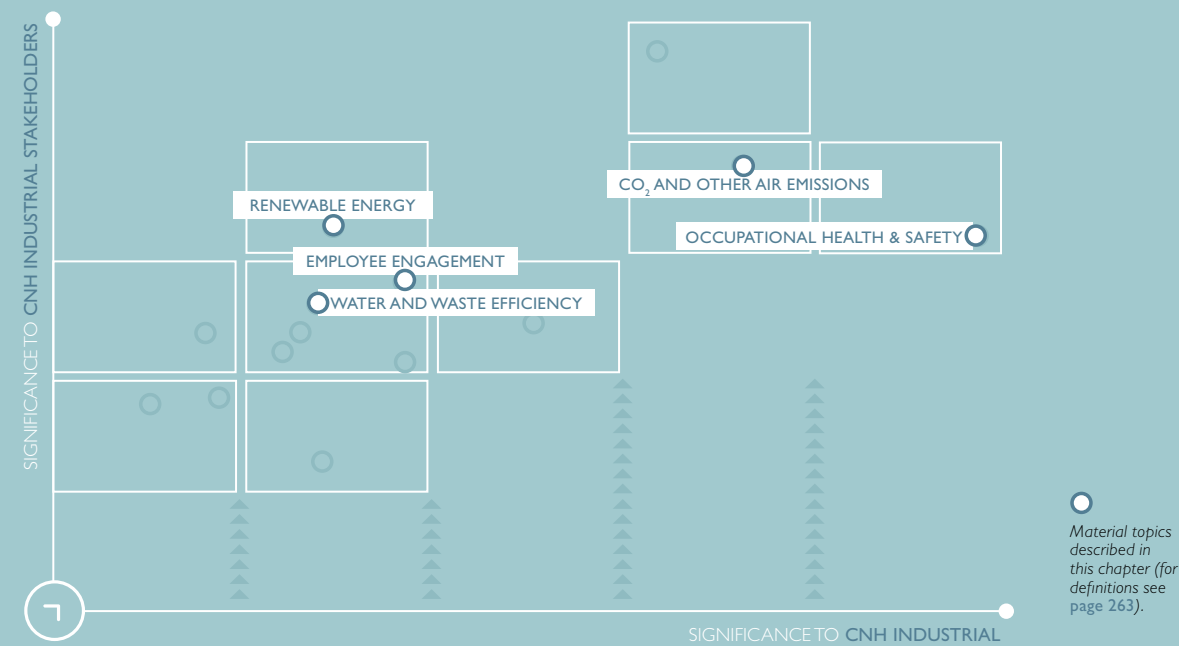 SIGNIFICANCE TO CNH INDUSTRIAL STAKEHOLDERS
CO₂ AND OTHER AIR EMISSIONS
RENEWABLE ENERGY
OCCUPATIONAL HEALTH & SAFETY
EMPLOYEE ENGAGEMENT
WATER AND WASTE EFFICIENCY
Material topics
described in
this chapter (for
definitions see
page 263).
SIGNIFICANCE TO CNH INDUSTRIAL